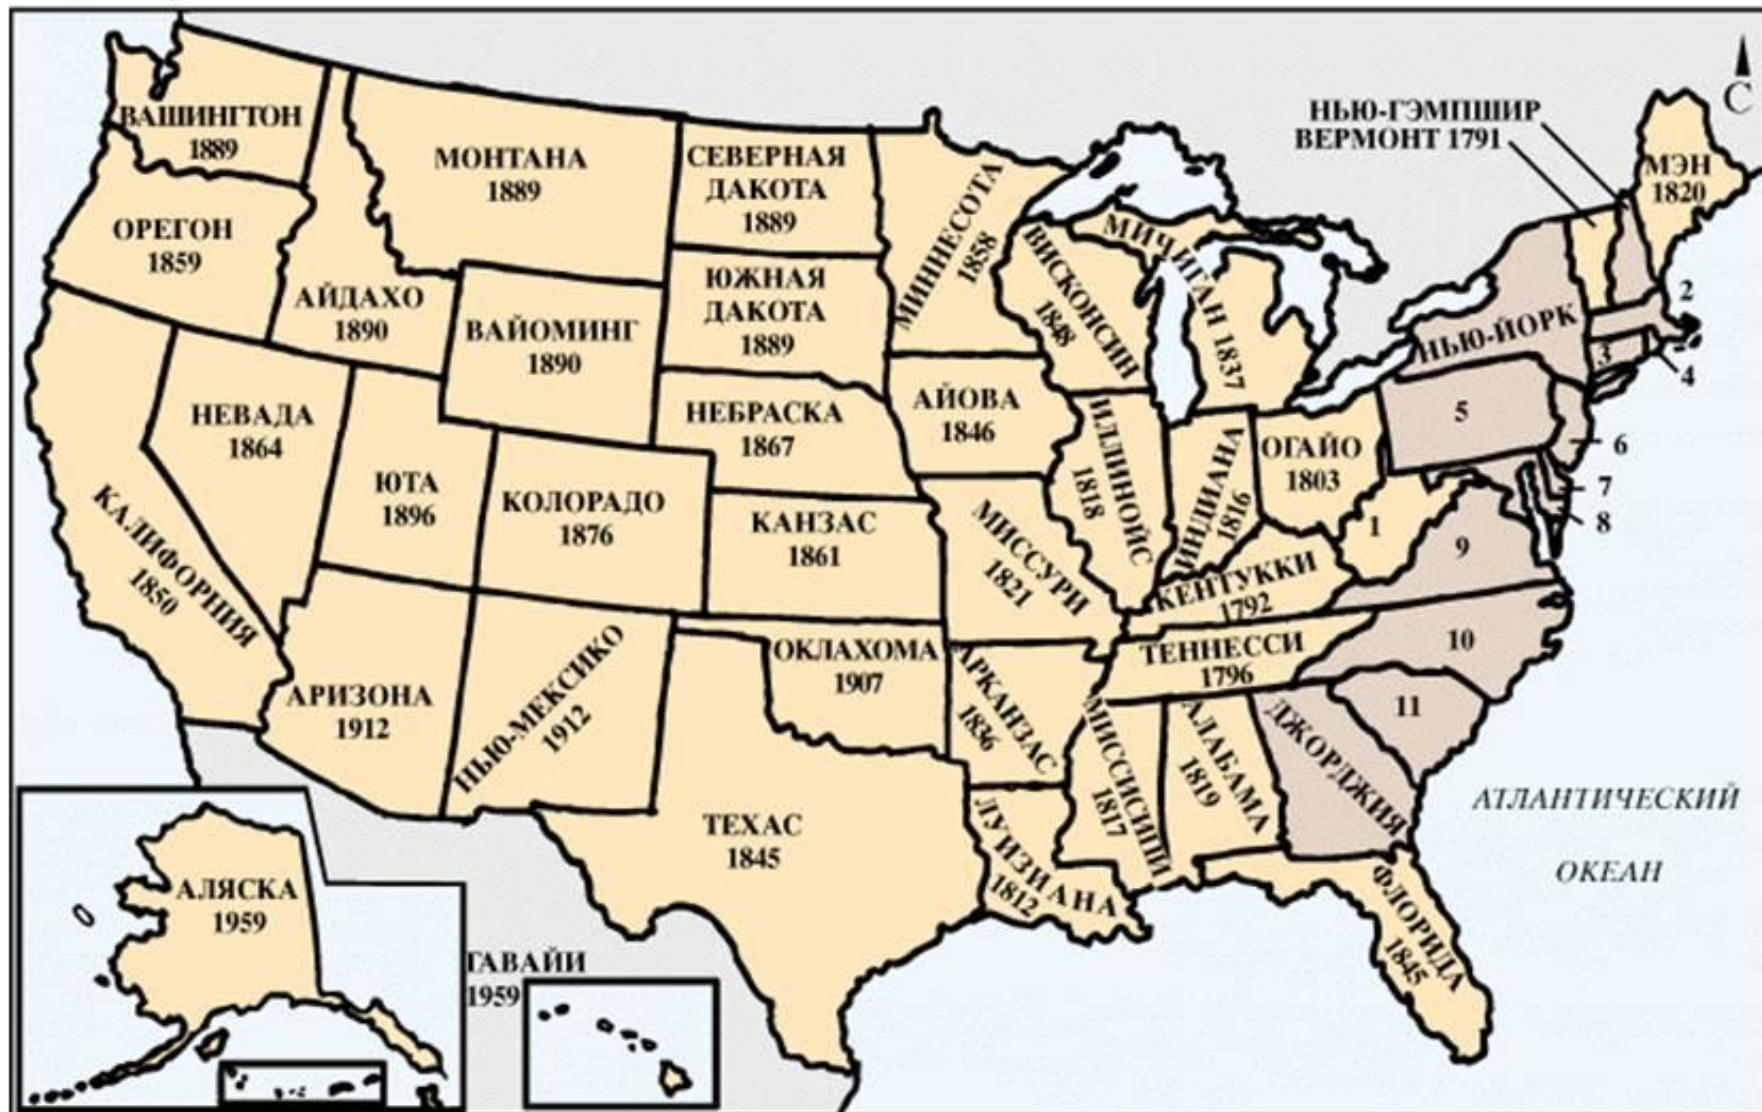 С
НЬЮ-ГЭМПШИР
ВЕРМОНТ 1791
МЭН
1820
ВАШИНГТОН
1889
МОНТАНА
1889
СЕВЕРНАЯ
ДАКОТА
1889
МИННЕСОТА
1858
ОРЕГОН
1859
АЙДАХО
1890
ВАЙОМИНГ
1890
ЮЖНАЯ
ДАКОТА
1889
ВИСКОНСИН
1848
МИЧИГАН 1837
НЬЮ-ЙОРК
2
3
4
НЕВАДА
1864
ЮТА
1896
КОЛОРАДО
1876
НЕБРАСКА
1867
АЙОВА
1846
ИЛЛИНОЙС
1818
ИНДИАНА
1816
ОГАЙО
1803
5
6
7
8
КАЛИФОРНИЯ
1850
КАНЗАС
1861
МИССУРИ
1821
КЕНТУККИ
1792
1
9
АРИЗОНА
1912
НЬЮ-МЕКСИКО
1912
ОКЛАХОМА
1907
АРКАНЗАС
1836
ТЕННЕССИ
1796
10
11
ТЕХАС
1845
ЛУИЗИАНА
1812
МИССИСИПИ
1817
АЛАБАМА
1819
ДЖОРДЖИЯ
ФЛОРИДА
1845
АТЛАНТИЧЕСКИЙ
ОКЕАН
АЛЯСКА
1959
ГАВАЙИ
1959